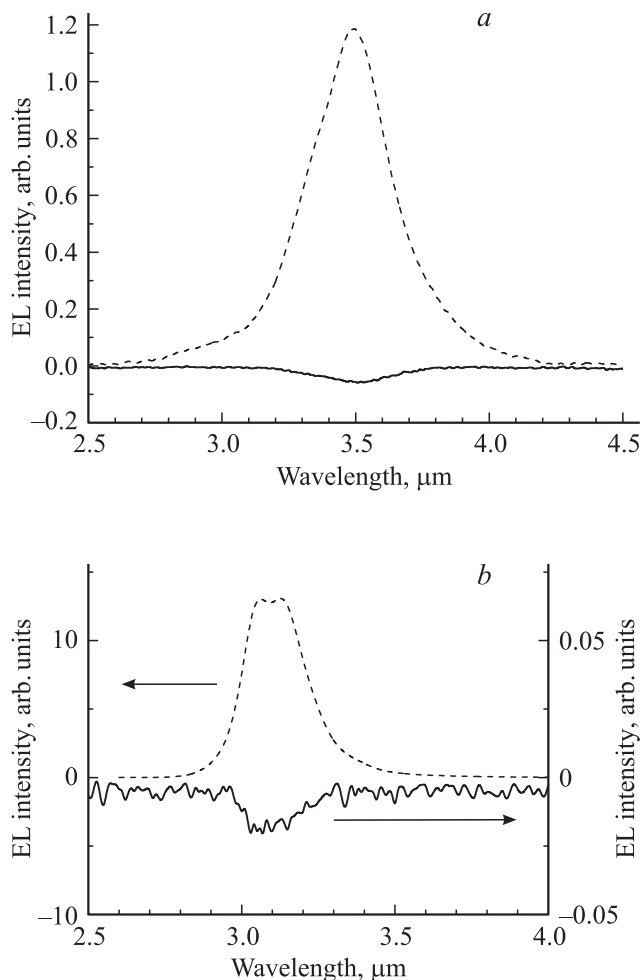 a
1.2
1.0
0.8
0.6
0.4
0.2
0.0
–0.2
EL intensity, arb. units
2.5 3.0 3.5 4.0 4.5
Wavelength, μm
b
10
0
–10
EL intensity, arb. units
0.05
0
–0.05
EL intensity, arb. units
2.5 3.0 3.5 4.0
Wavelength, μm